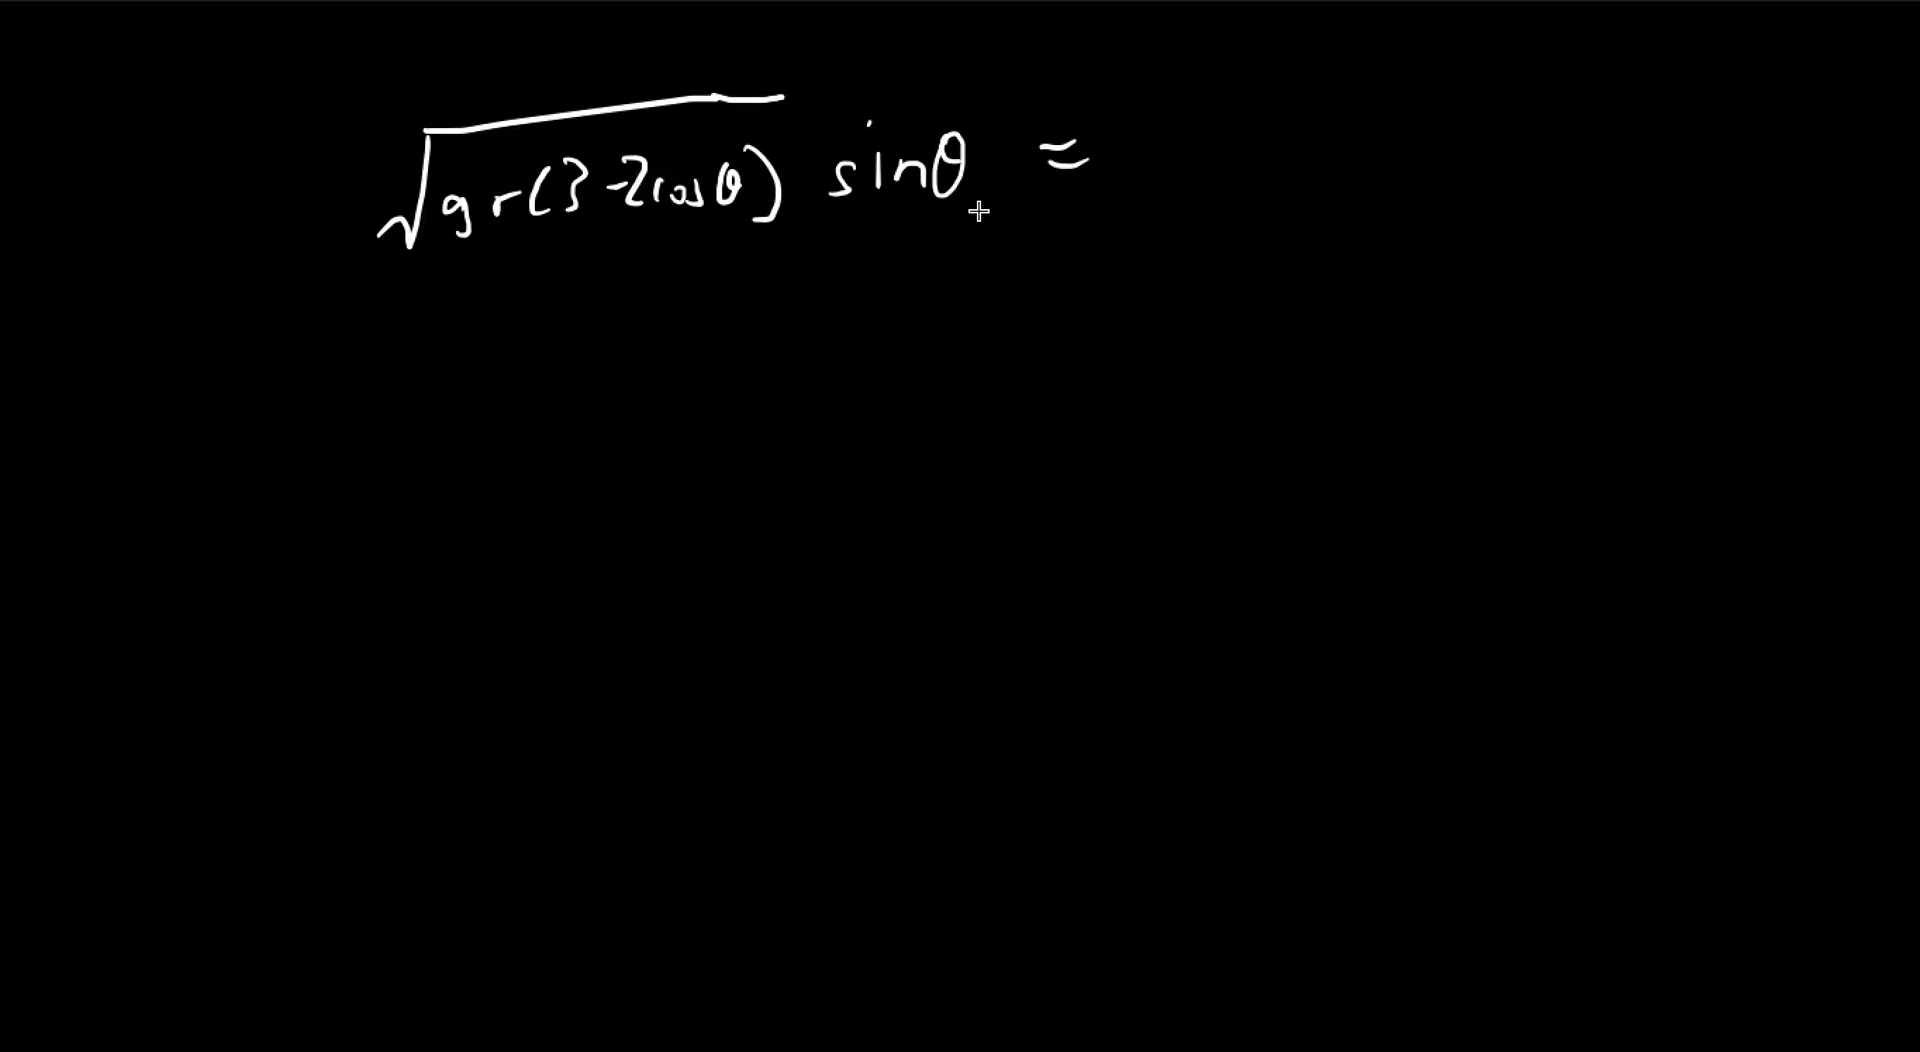 √gr(3-2cosθ) sinθ =